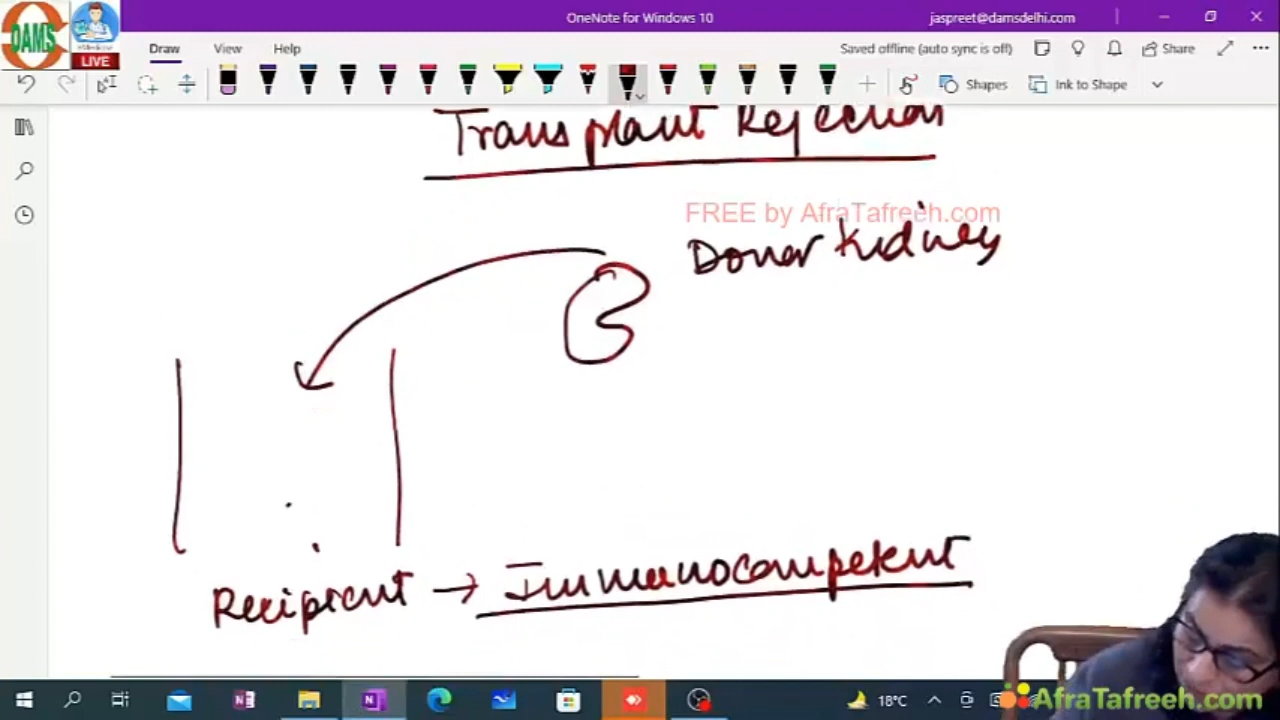 DAMS
LIVE
OneNote for Windows 10
jaspreet@damsdelhi.com
Draw View Help
Saved offline (auto sync is off)
Share
Shapes
Ink to Shape
Transplant Rejection
FREE by AfraTafreeh.com
Donor Kidney
Recipient → Immunocompetent
18°C
AfraTafreeh.com